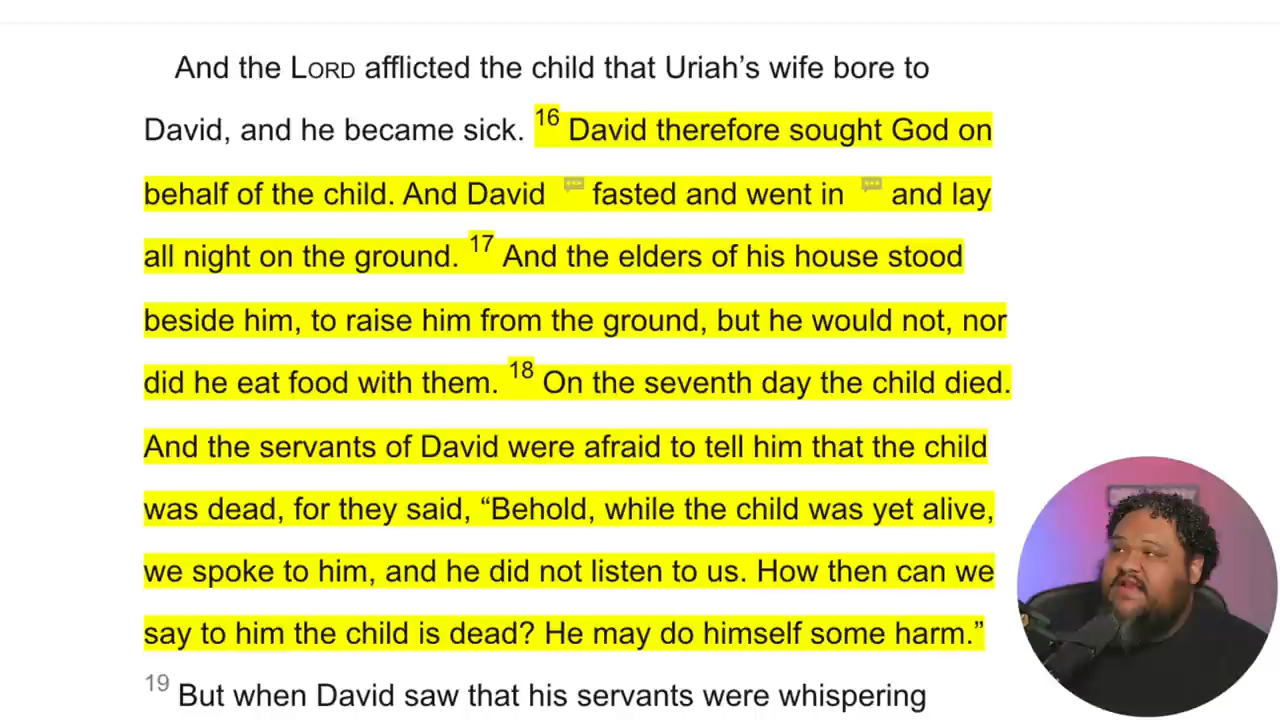 And the LORD afflicted the child that Uriah’s wife bore to
David, and he became sick. 16 David therefore sought God on
behalf of the child. And David fasted and went in and lay
all night on the ground. 17 And the elders of his house stood
beside him, to raise him from the ground, but he would not, nor
did he eat food with them. 18 On the seventh day the child died.
And the servants of David were afraid to tell him that the child
was dead, for they said, “Behold, while the child was yet alive,
we spoke to him, and he did not listen to us. How then can we
say to him the child is dead? He may do himself some harm.”
19 But when David saw that his servants were whispering